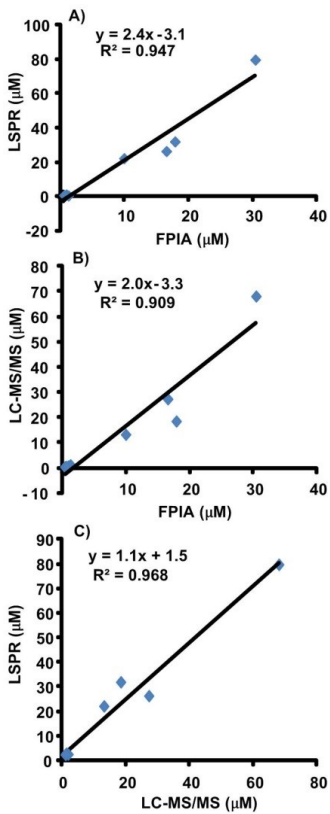 A)
y = 2.4x - 3.1
R² = 0.947
LSPR (µM)
100
80
60
40
20
0
-20
10
20
30
40
FPIA (µM)
B)
y = 2.0x - 3.3
R² = 0.909
LC-MS/MS (µM)
80
70
60
50
40
30
20
10
0
-10
10
20
30
40
FPIA (µM)
C)
y = 1.1x + 1.5
R² = 0.968
LSPR (µM)
90
80
70
60
50
40
30
20
10
0
0
20
40
60
80
LC-MS/MS (µM)